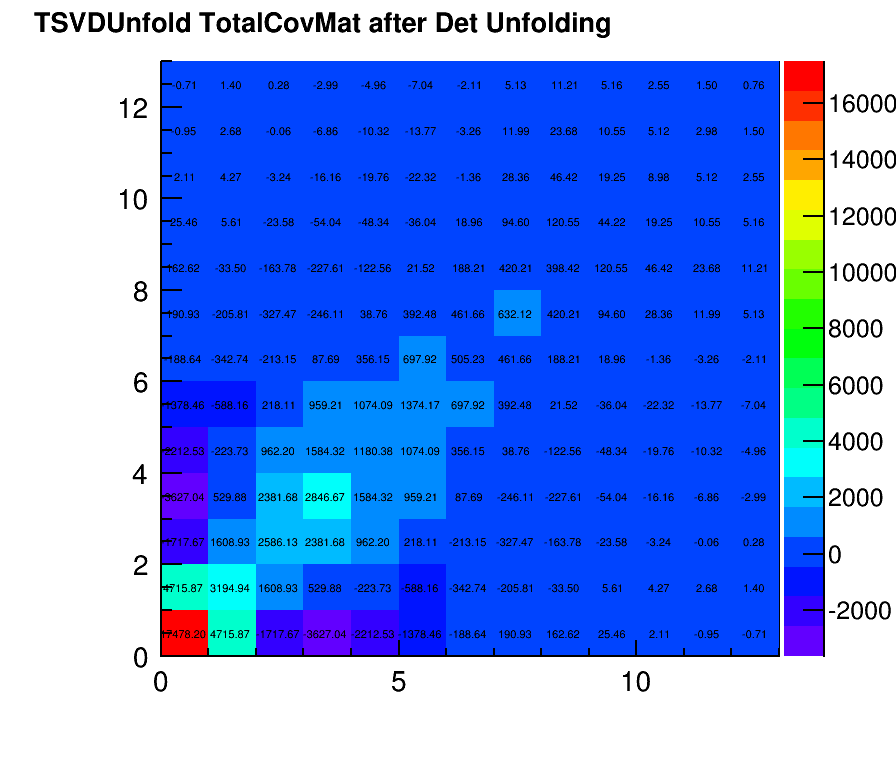 TSVDUnfold TotalCovMat after Det Unfolding
-0.71 1.40 0.28 -2.99 -4.96 -7.04 -2.11 5.13 11.21 5.16 2.55 1.50 0.76
-0.95 2.68 -0.06 -6.86 -10.32 -13.77 -3.26 11.99 23.68 10.55 5.12 2.98 1.50
2.11 4.27 -3.24 -16.16 -19.76 -22.32 -1.36 28.36 46.42 19.25 8.98 5.12 2.55
25.46 5.61 -23.58 -54.04 -48.34 -36.04 18.96 94.60 120.55 44.22 19.25 10.55 5.16
162.62 -33.50 -163.78 -227.61 -122.56 21.52 188.21 420.21 398.42 120.55 46.42 23.68 11.21
190.93 -205.81 -327.47 -246.11 38.76 392.48 461.66 632.12 420.21 94.60 28.36 11.99 5.13
-188.64 -342.74 -213.15 87.69 356.15 697.92 505.23 461.66 188.21 18.96 -1.36 -3.26 -2.11
-1378.46 -588.16 218.11 959.21 1074.09 1374.17 697.92 392.48 21.52 -36.04 -22.32 -13.77 -7.04
-2212.53 -223.73 962.20 1584.32 1180.38 1074.09 356.15 38.76 -122.56 -48.34 -19.76 -10.32 -4.96
-3627.04 529.88 2381.68 2846.67 1584.32 959.21 87.69 -246.11 -227.61 -54.04 -16.16 -6.86 -2.99
-1717.67 1608.93 2586.13 2381.68 962.20 218.11 -213.15 -327.47 -163.78 -23.58 -3.24 -0.06 0.28
4715.87 3194.94 1608.93 529.88 -223.73 -588.16 -342.74 -205.81 -33.50 5.61 4.27 2.68 1.40
17478.20 4715.87 -1717.67 -3627.04 -2212.53 -1378.46 -188.64 190.93 162.62 25.46 2.11 -0.95 -0.71
12
10
8
6
4
2
0
0 5 10
16000
14000
12000
10000
8000
6000
4000
2000
0
-2000